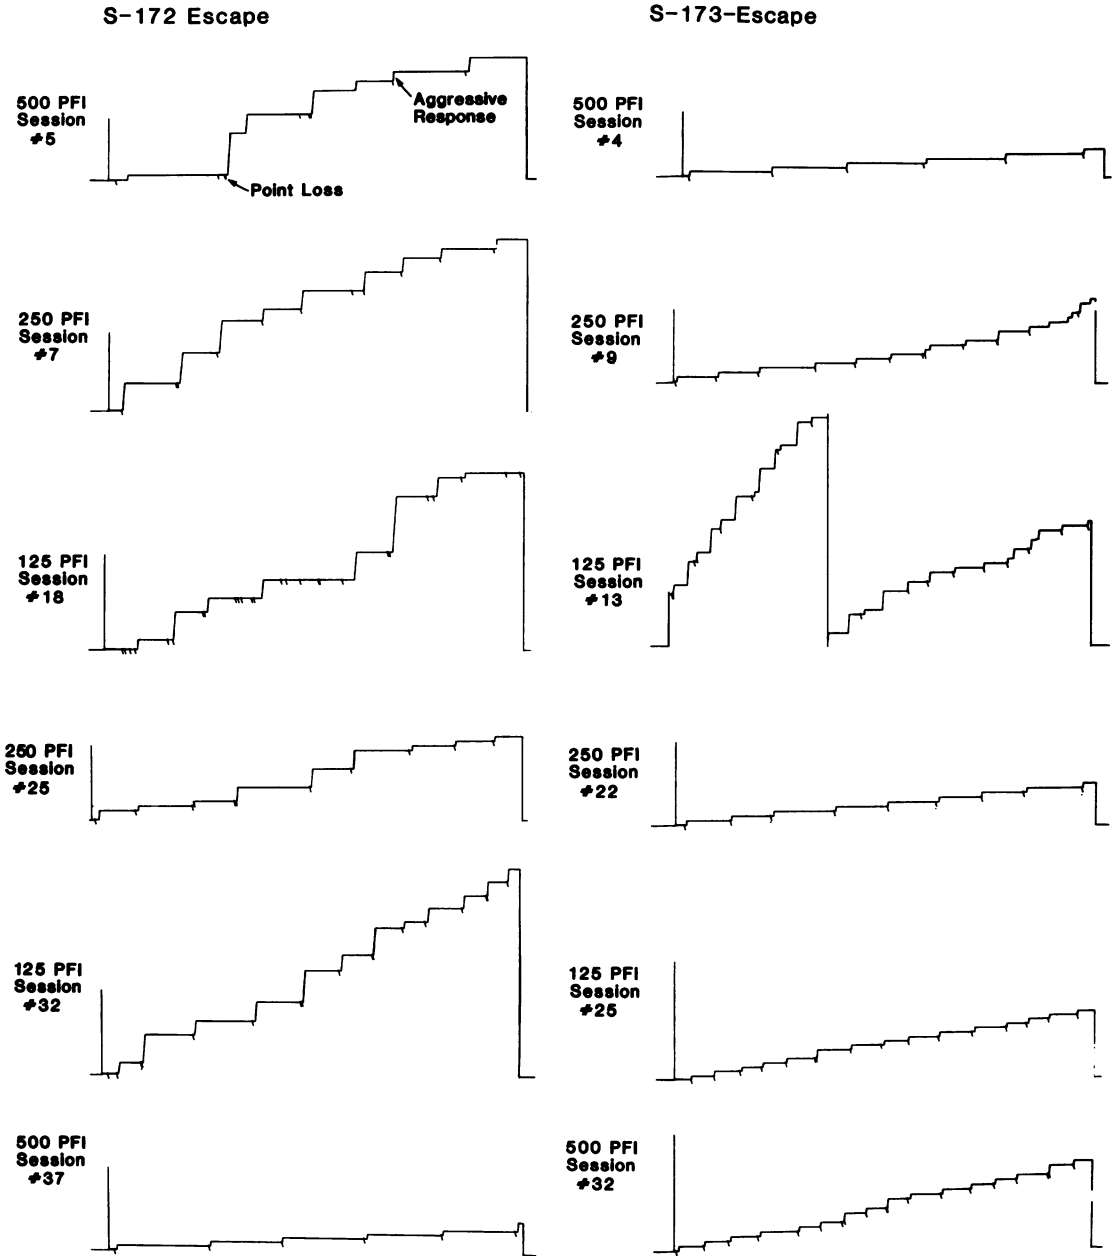 S-172 Escape
500 PFI
Session
#5
Aggressive
Response
Point Loss
250 PFI
Session
#7
125 PFI
Session
#18
250 PFI
Session
#25
125 PFI
Session
#32
500 PFI
Session
#37
S-173-Escape
500 PFI
Session
#4
250 PFI
Session
#9
125 PFI
Session
#13
250 PFI
Session
#22
125 PFI
Session
#25
500 PFI
Session
#32